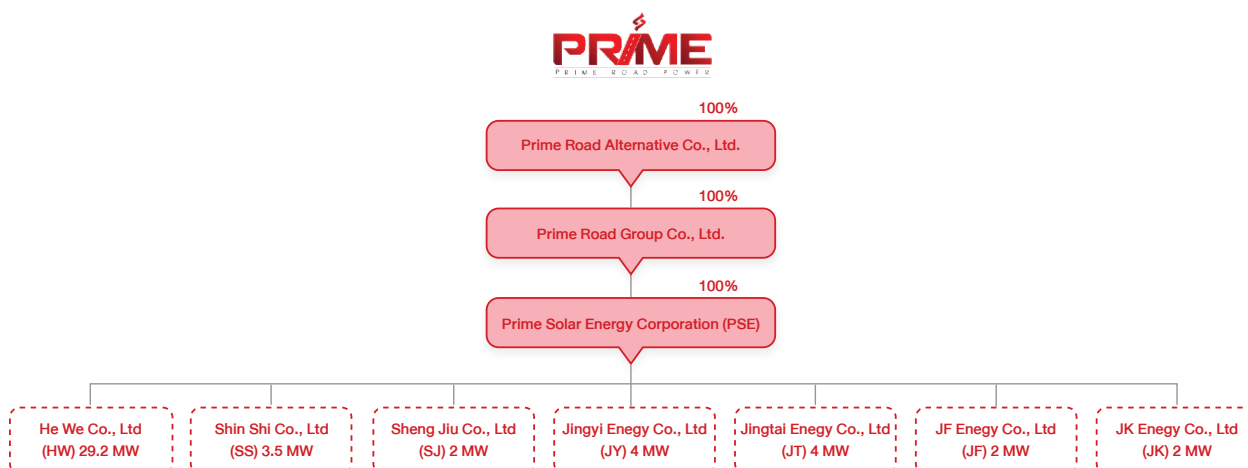 PRIME
PRIME ROAD POWER
100%
Prime Road Alternative Co., Ltd.
100%
Prime Road Group Co., Ltd.
100%
Prime Solar Energy Corporation (PSE)
He We Co., Ltd
(HW) 29.2 MW
Shin Shi Co., Ltd
(SS) 3.5 MW
Sheng Jiu Co., Ltd
(SJ) 2 MW
Jingyi Enegy Co., Ltd
(JY) 4 MW
Jingtai Enegy Co., Ltd
(JT) 4 MW
JF Enegy Co., Ltd
(JF) 2 MW
JK Enegy Co., Ltd
(JK) 2 MW